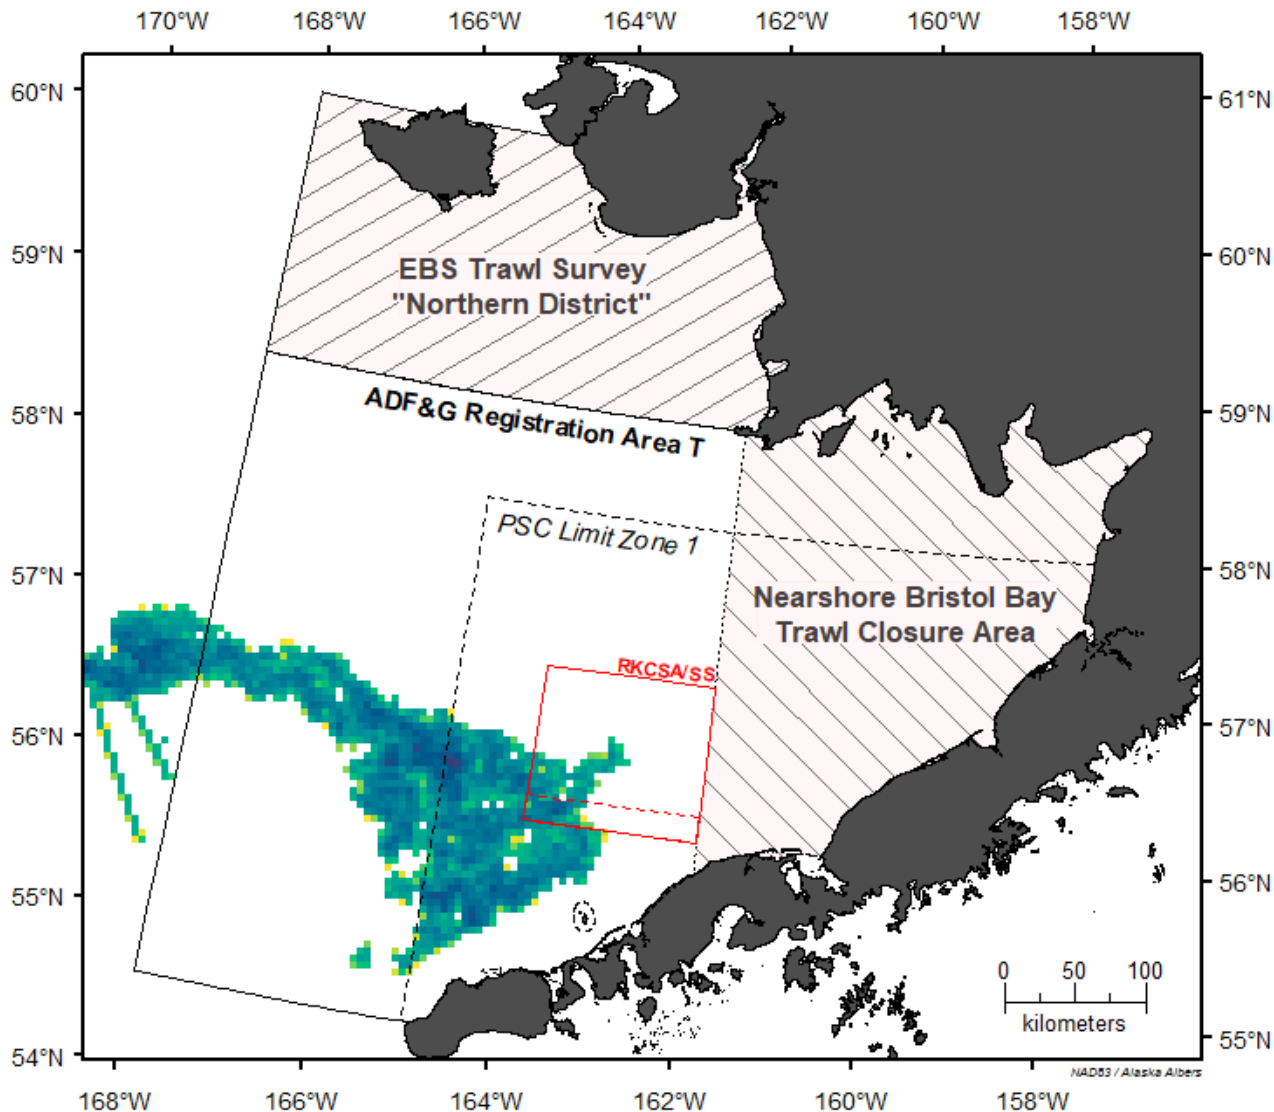 170°W 168°W 166°W 164°W 162°W 160°W 158°W
60°N
61°N
59°N
60°N
EBS Trawl Survey
"Northern District"
58°N
59°N
ADF&G Registration Area T
PSC Limit Zone 1
57°N
58°N
Nearshore Bristol Bay
Trawl Closure Area
RKCSA/SS
56°N
57°N
55°N
56°N
0 50 100
kilometers
54°N
55°N
NAD83 / Alaska Albers
168°W 166°W 164°W 162°W 160°W 158°W